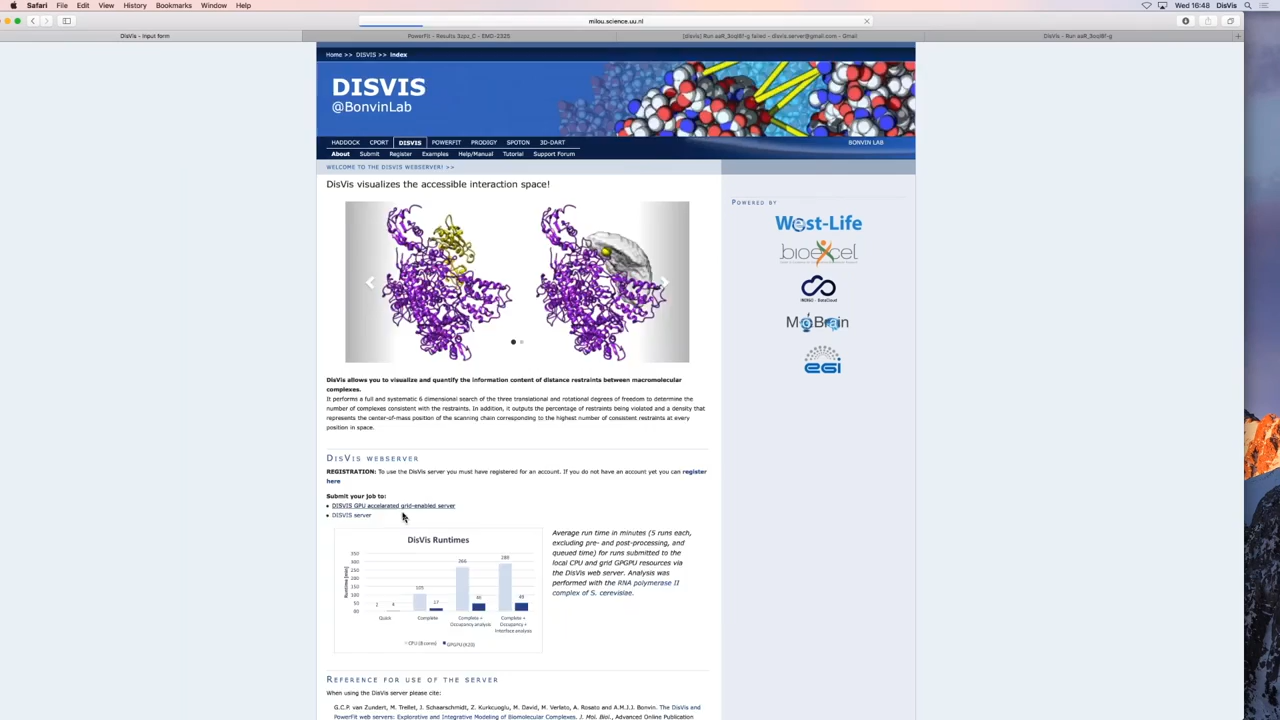 Safari File Edit View History Bookmarks Window Help Wed 16:48 DisVis
milou.science.uu.nl
DisVis - Input form PowerFit - Results 3zpz_C - EMD-2325 [disvis] Run aaR_3oql8f-g failed - disvis.server@gmail.com - Gmail DisVis - Run aaR_3oql8f-g
Home >> DISVIS >> Index
DISVIS
@BonvinLab
HADDOCK CPORT DISVIS POWERFIT PRODIGY SPOTON 3D-DART BONVIN LAB
About Submit Register Examples Help/Manual Tutorial Support Forum
WELCOME TO THE DISVIS WEBSERVER! >>
DisVis visualizes the accessible interaction space!
POWERED BY
West-Life
bioexcel
INDIGO - DataCloud
MoBrain
egi
DisVis allows you to visualize and quantify the information content of distance restraints between macromolecular
complexes.
It performs a full and systematic 6 dimensional search of the three translational and rotational degrees of freedom to determine the
number of complexes consistent with the restraints. In addition, it outputs the percentage of restraints being violated and a density that
represents the center-of-mass position of the scanning chain corresponding to the highest number of consistent restraints at every
position in space.
DISVIS WEBSERVER
REGISTRATION: To use the DisVis server you must have registered for an account. If you do not have an account yet you can register
here
Submit your job to:
• DISVIS GPU accelarated grid-enabled server
• DISVIS server
DisVis Runtimes
Runtime [min]
350
300
250
200
150
100
50
2 4 105 17 266 280 49
Quick Complete Complete + Occupancy analysis Complete + Occupancy + Interface analysis
CPU (8 cores) GPGPU (K20)
Average run time in minutes (5 runs each,
excluding pre- and post-processing, and
queued time) for runs submitted to the
local CPU and grid GPGPU resources via
the DisVis web server. Analysis was
performed with the RNA polymerase II
complex of S. cerevisiae.
REFERENCE FOR USE OF THE SERVER
When using the DisVis server please cite:
G.C.P. van Zundert, M. Trellet, J. Schaarschmidt, Z. Kurkcuoglu, M. David, M. Verlato, A. Rosato and A.M.J.J. Bonvin. The DisVis and
PowerFit web servers: Explorative and Integrative Modeling of Biomolecular Complexes. J. Mol. Biol., Advanced Online Publication